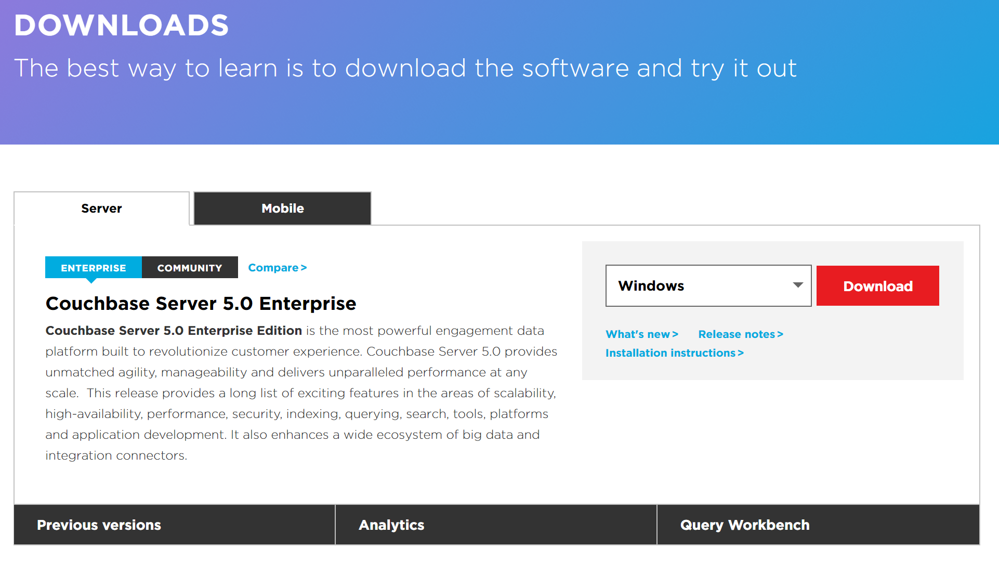 DOWNLOADS
The best way to learn is to download the software and try it out
Server
Mobile
ENTERPRISE
COMMUNITY
Compare >
Couchbase Server 5.0 Enterprise
Couchbase Server 5.0 Enterprise Edition is the most powerful engagement data
platform built to revolutionize customer experience. Couchbase Server 5.0 provides
unmatched agility, manageability and delivers unparalleled performance at any
scale.  This release provides a long list of exciting features in the areas of scalability,
high-availability, performance, security, indexing, querying, search, tools, platforms
and application development. It also enhances a wide ecosystem of big data and
integration connectors.
Windows
Download
What's new >
Release notes >
Installation instructions >
Previous versions
Analytics
Query Workbench